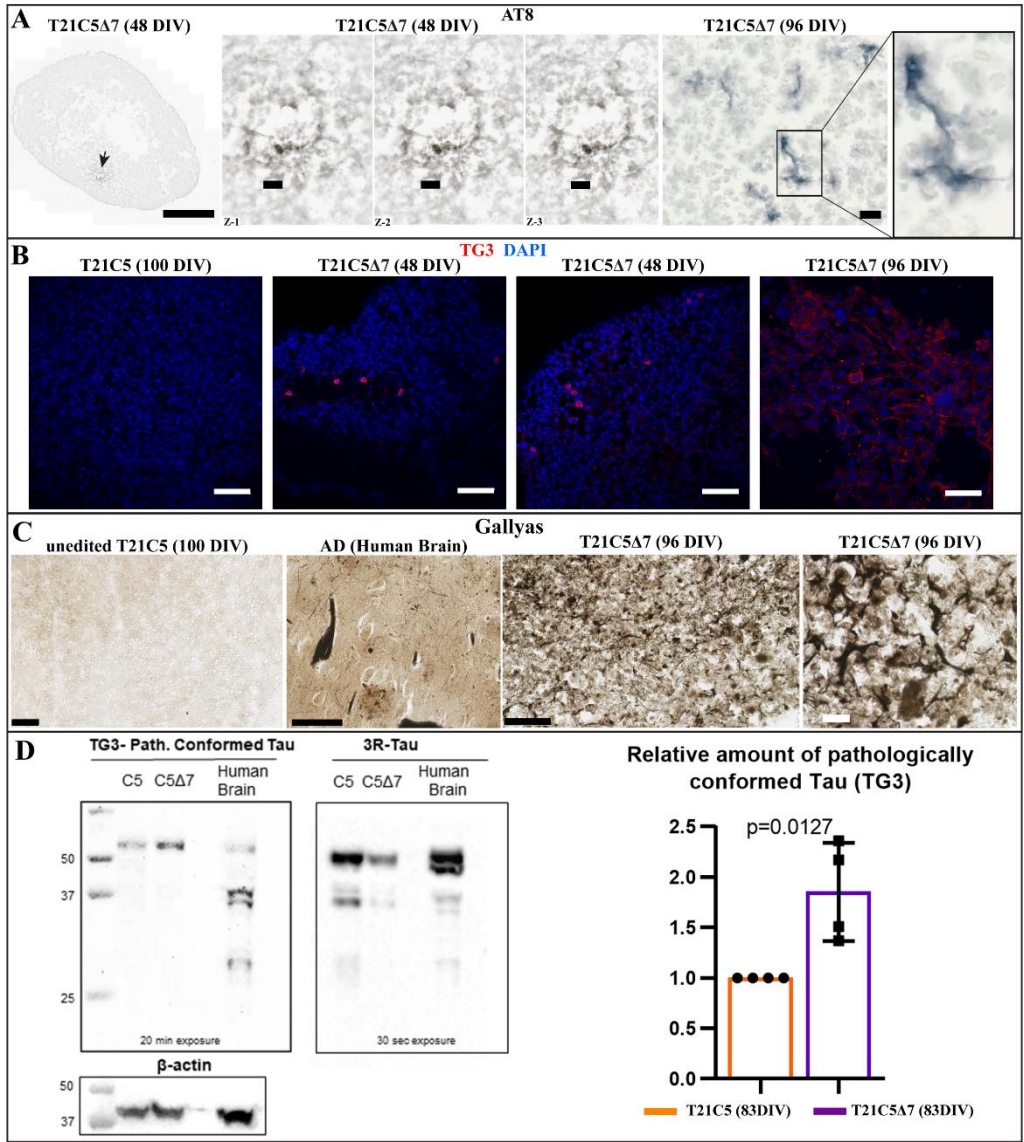 A
AT8
T21C5Δ7 (48 DIV)
T21C5Δ7 (48 DIV)
T21C5Δ7 (96 DIV)
Z-1
Z-2
Z-3
B
TG3 DAPI
T21C5 (100 DIV)
T21C5Δ7 (48 DIV)
T21C5Δ7 (48 DIV)
T21C5Δ7 (96 DIV)
C
Gallyas
unedited T21C5 (100 DIV)
AD (Human Brain)
T21C5Δ7 (96 DIV)
T21C5Δ7 (96 DIV)
D
TG3- Path. Conformed Tau
C5
C5Δ7
Human
Brain
50
37
25
20 min exposure
3R-Tau
C5
C5Δ7
Human
Brain
30 sec exposure
β-actin
50
37
Relative amount of pathologically
conformed Tau (TG3)
p=0.0127
2.5
2.0
1.5
1.0
0.5
0.0
T21C5 (83DIV)
T21C5Δ7 (83DIV)